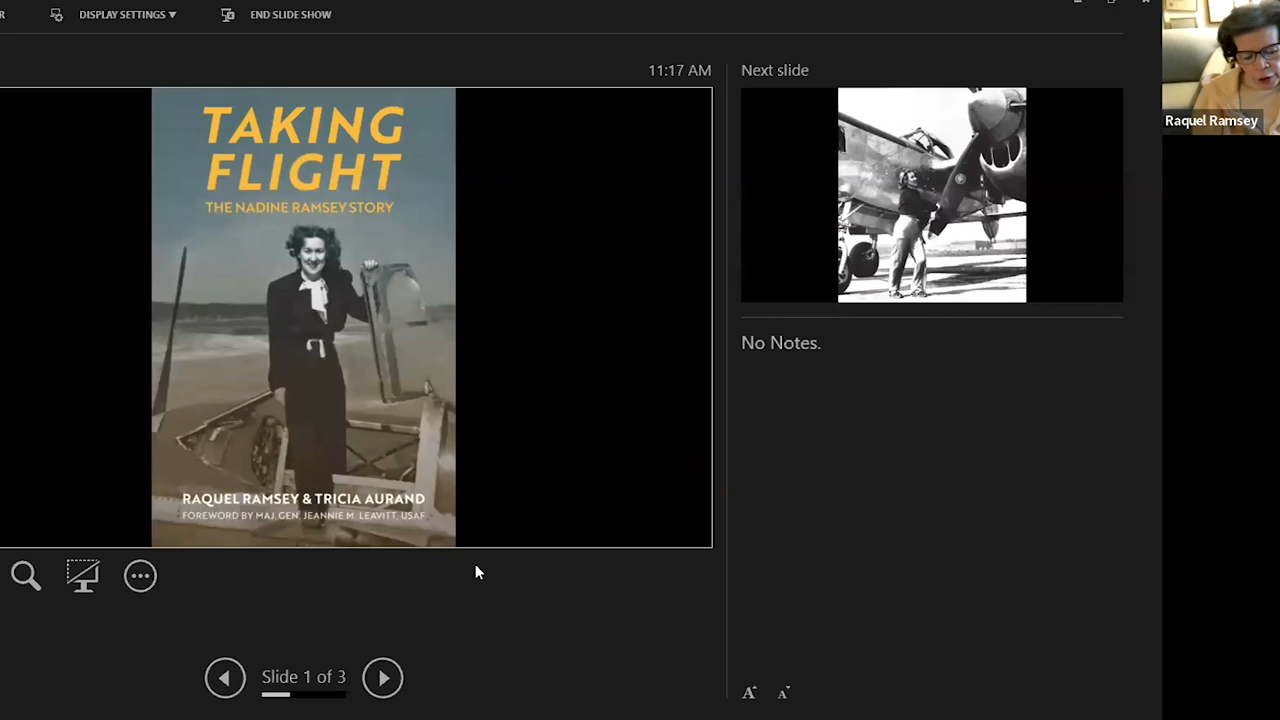 R
DISPLAY SETTINGS ▼
END SLIDE SHOW
11:17 AM
Next slide
TAKING
FLIGHT
THE NADINE RAMSEY STORY
RAQUEL RAMSEY & TRICIA AURAND
FOREWORD BY MAJ. GEN. JEANNIE M. LEAVITT, USAF
Raquel Ramsey
No Notes.
Slide 1 of 3
A A